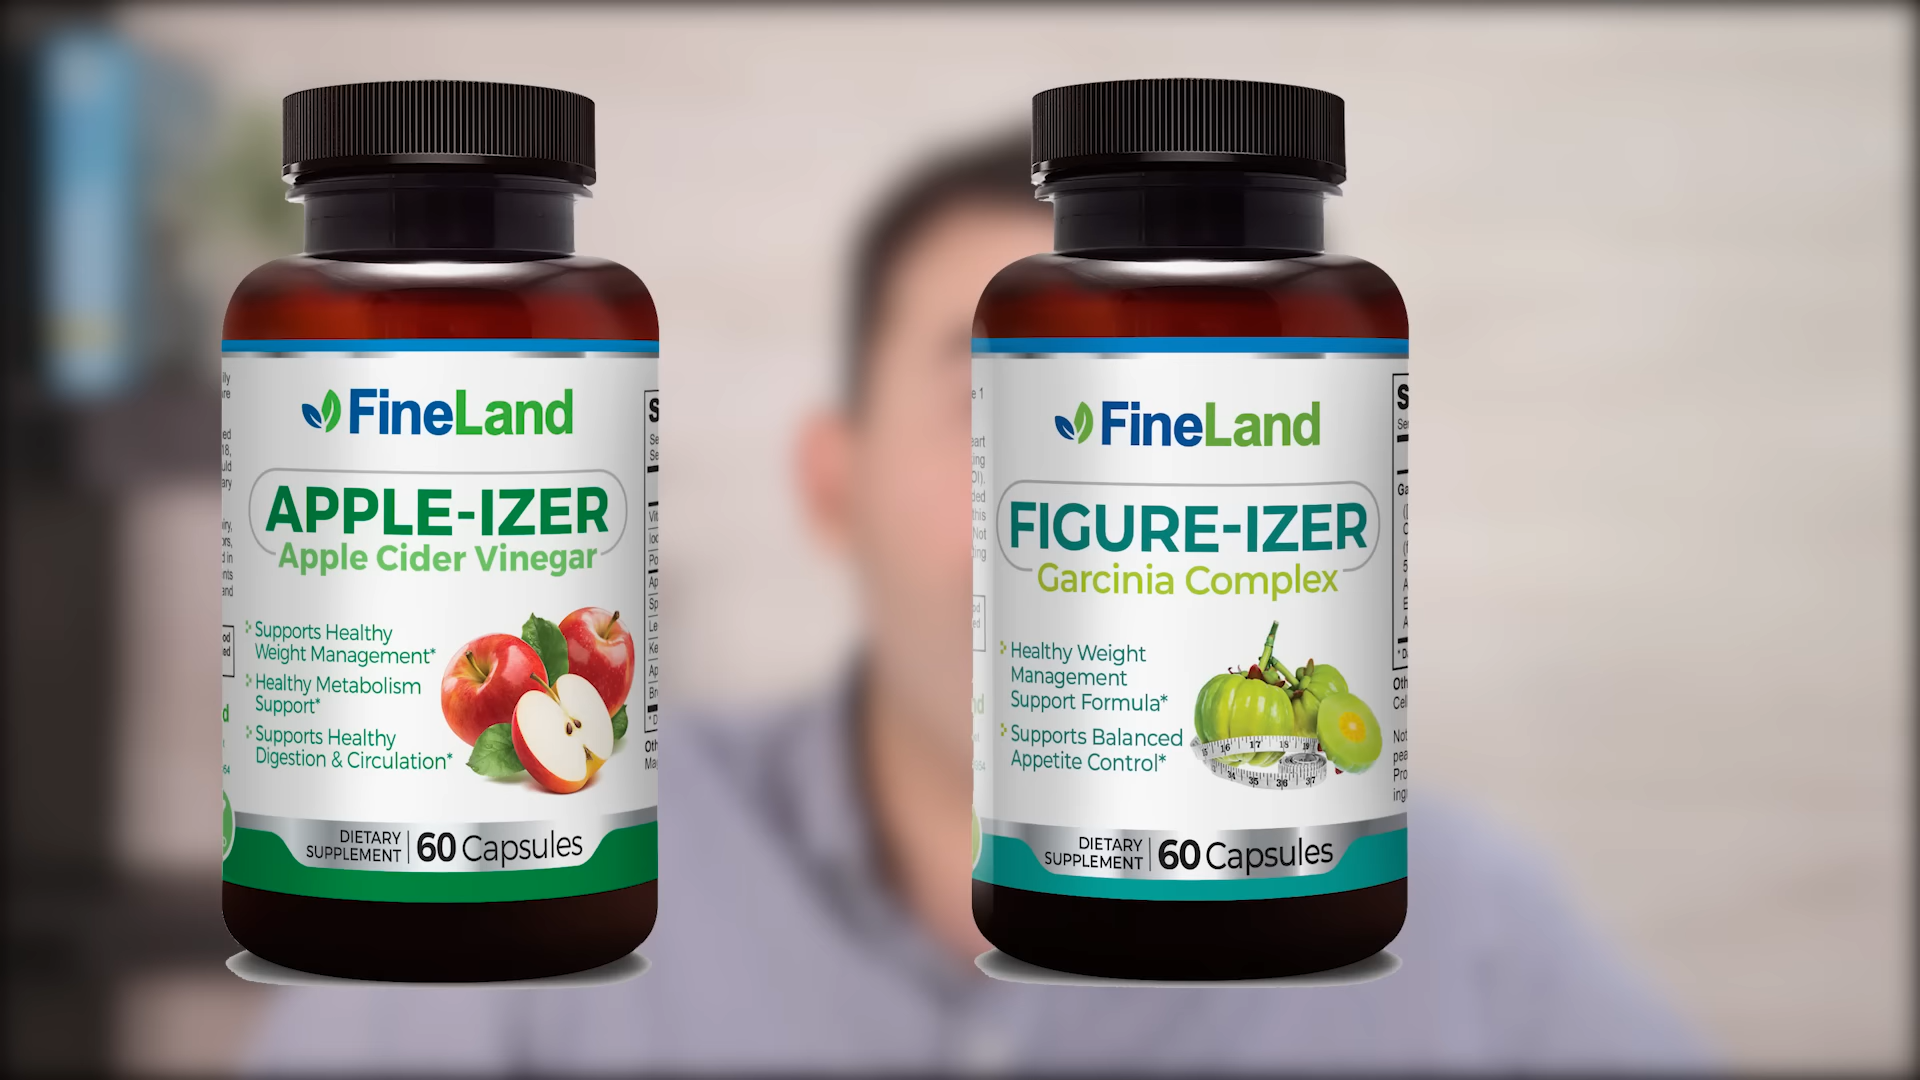 FineLand
APPLE-IZER
Apple Cider Vinegar
Supports Healthy
Weight Management*
Healthy Metabolism
Support*
Supports Healthy
Digestion & Circulation*
DIETARY
SUPPLEMENT
60 Capsules
FineLand
FIGURE-IZER
Garcinia Complex
Healthy Weight
Management
Support Formula*
Supports Balanced
Appetite Control*
DIETARY
SUPPLEMENT
60 Capsules